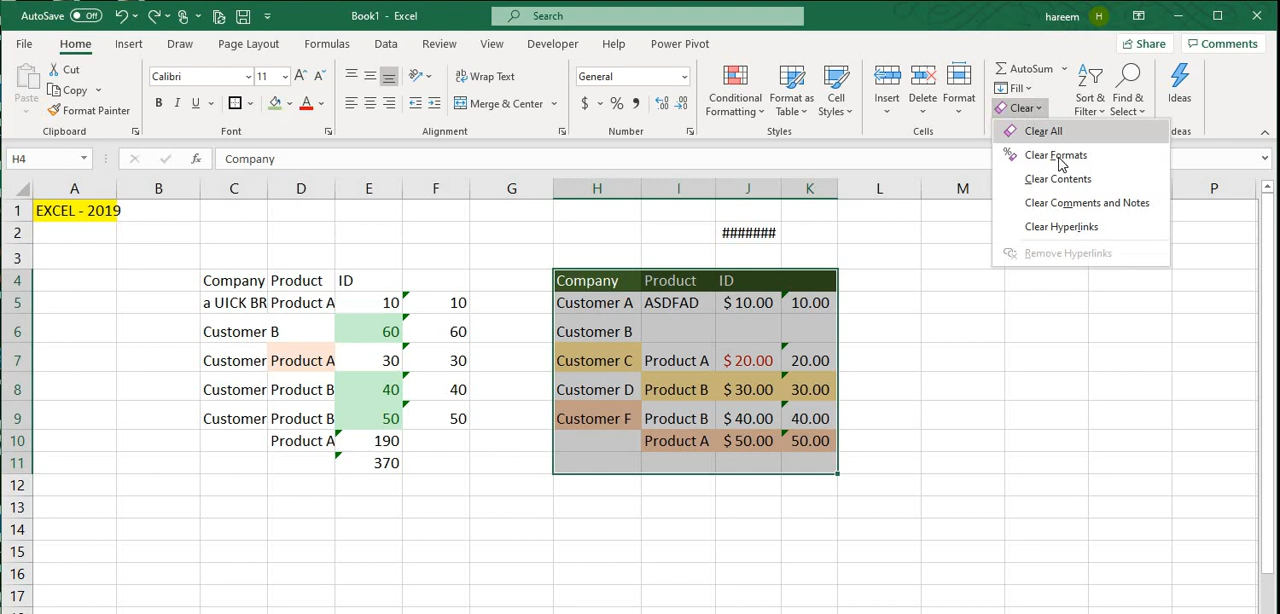 AutoSave Off Book1 - Excel Search hareem H
File Home Insert Draw Page Layout Formulas Data Review View Developer Help Power Pivot Share Comments
Paste Cut Copy Format Painter Clipboard
Calibri 11 B I U A Font
Wrap Text Merge & Center Alignment
General $ % Number
Conditional Formatting Format as Table Cell Styles Styles
Insert Delete Format Cells
AutoSum Fill Clear
Sort & Filter Find & Select
Ideas Ideas
Clear All
Clear Formats
Clear Contents
Clear Comments and Notes
Clear Hyperlinks
Remove Hyperlinks
H4 fx Company
A B C D E F G H I J K L M P
1 EXCEL - 2019
2 #######
3
4 Company Product ID Company Product ID
5 a UICK BR Product A 10 10 Customer A ASDFAD $ 10.00 10.00
6 Customer B 60 60 Customer B
7 Customer Product A 30 30 Customer C Product A $ 20.00 20.00
8 Customer Product B 40 40 Customer D Product B $ 30.00 30.00
9 Customer Product B 50 50 Customer F Product B $ 40.00 40.00
10 Product A 190 Product A $ 50.00 50.00
11 370
12
13
14
15
16
17